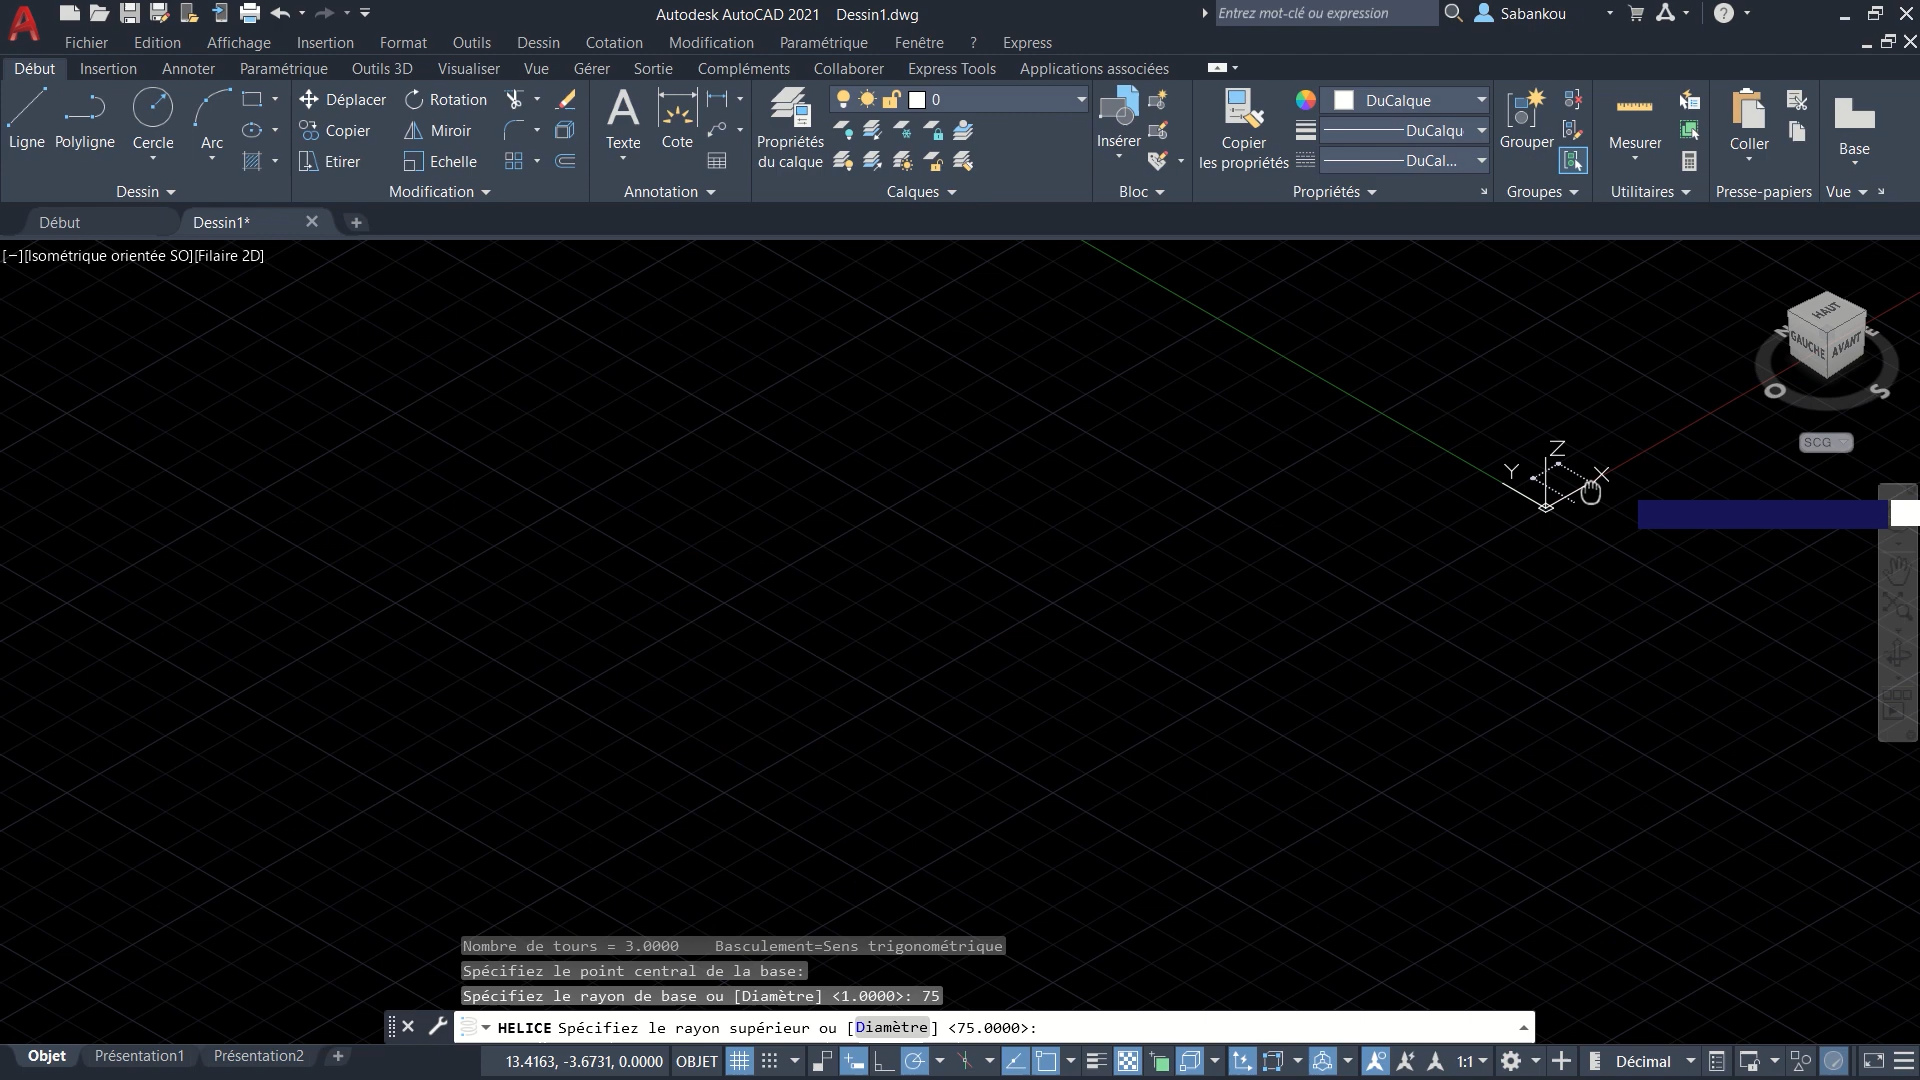 Autodesk AutoCAD 2021 Dessin1.dwg
Entrez mot-clé ou expression
Sabankou
?
Fichier Edition Affichage Insertion Format Outils Dessin Cotation Modification Paramétrique Fenêtre ? Express
Début Insertion Annoter Paramétrique Outils 3D Visualiser Vue Gérer Sortie Compléments Collaborer Express Tools Applications associées
Ligne Polyligne Cercle Arc
Déplacer Rotation
Copier Miroir
Etirer Echelle
Texte Cote
Propriétés
du calque
0
Insérer
Copier
les propriétés
DuCalque
DuCalqu
DuCal...
Grouper Mesurer Coller Base
Dessin Modification Annotation Calques Bloc Propriétés Groupes Utilitaires Presse-papiers Vue
Début Dessin1*
[−][Isométrique orientée SO][Filaire 2D]
HAUT
GAUCHE AVANT
N E
O S
SCG
Z
Y X
Nombre de tours = 3.0000 Basculement=Sens trigonométrique
Spécifiez le point central de la base:
Spécifiez le rayon de base ou [Diamètre] <1.0000>: 75
HELICE Spécifiez le rayon supérieur ou [Diamètre] <75.0000>:
Objet Présentation1 Présentation2 +
13.4163, -3.6731, 0.0000 OBJET 1:1 Décimal